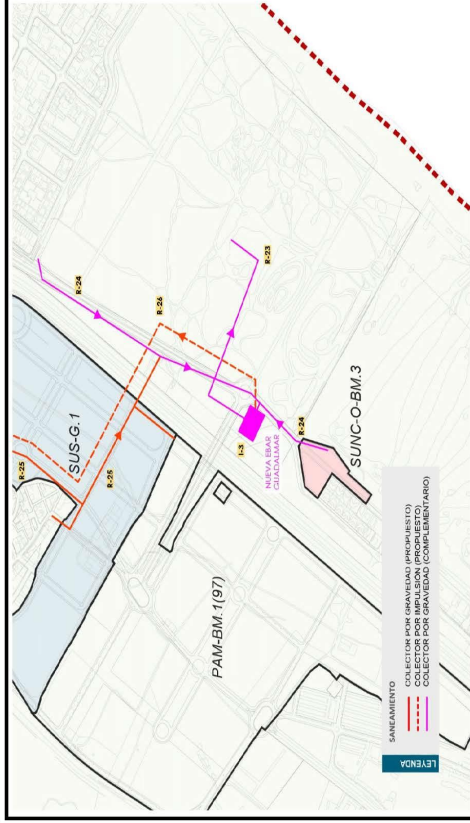 R-24
R-26
R-23
R-25
SUS-G.1
R-25
I-3
NUEVA EBAR
GUADALMAR
R-24
SUNC-O-BM.3
PAM-BM.1(97)
LEYENDA
SANEAMIENTO
COLECTOR POR GRAVEDAD (PROPUESTO)
COLECTOR POR IMPULSIÓN (PROPUESTO)
COLECTOR POR GRAVEDAD (COMPLEMENTARIO)